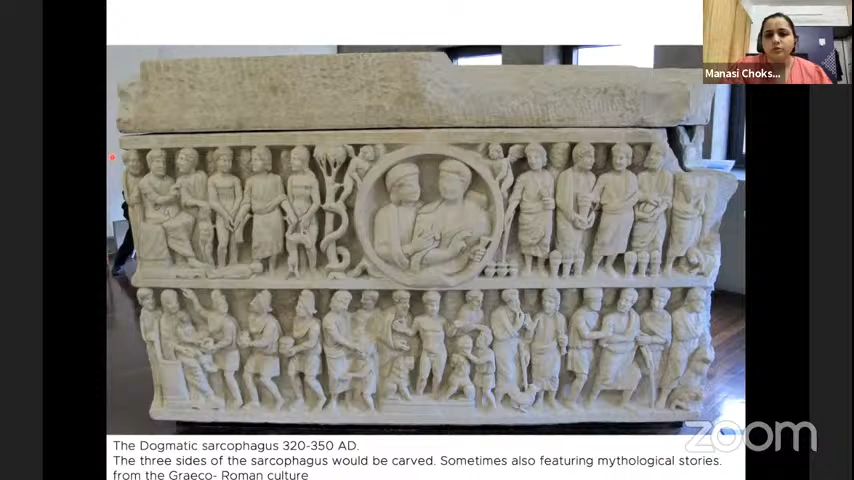 Manasi Choks...
zoom
The Dogmatic sarcophagus 320-350 AD.
The three sides of the sarcophagus would be carved. Sometimes also featuring mythological stories.
from the Graeco- Roman culture